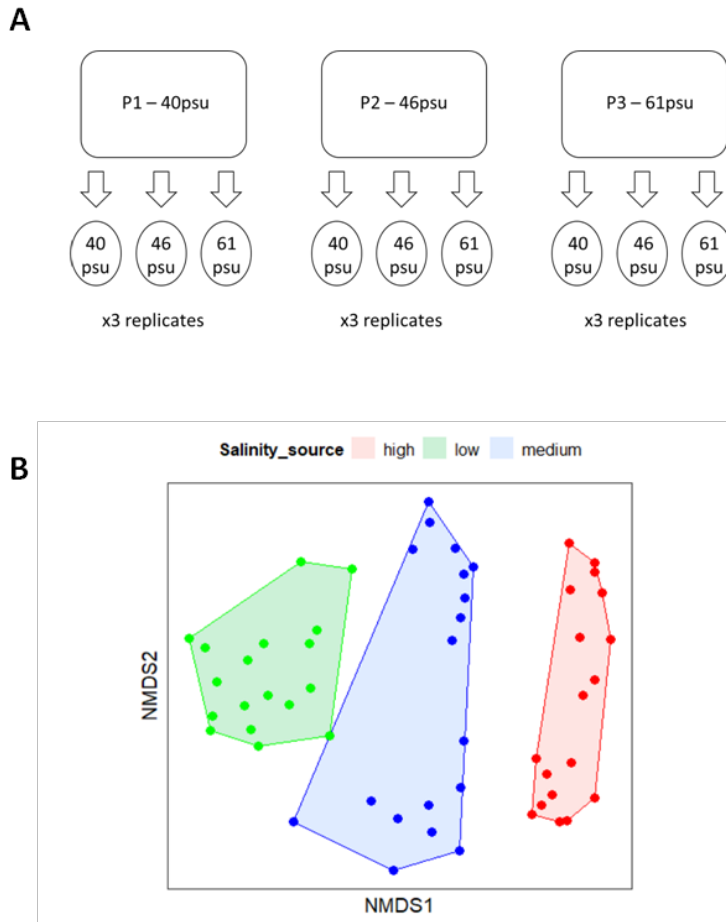 A
P1 – 40psu
P2 – 46psu
P3 – 61psu
40 psu
46 psu
61 psu
40 psu
46 psu
61 psu
40 psu
46 psu
61 psu
x3 replicates
x3 replicates
x3 replicates
B
Salinity_source high low medium
NMDS2
NMDS1